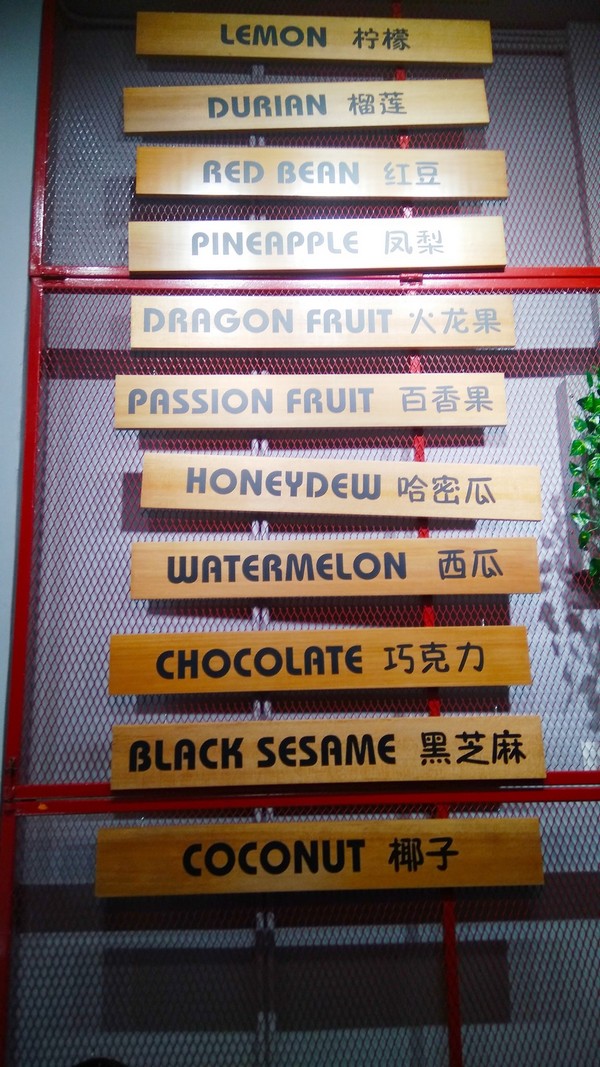 LEMON 柠檬
DURIAN 榴莲
RED BEAN 红豆
PINEAPPLE 凤梨
DRAGON FRUIT 火龙果
PASSION FRUIT 百香果
HONEYDEW 哈密瓜
WATERMELON 西瓜
CHOCOLATE 巧克力
BLACK SESAME 黑芝麻
COCONUT 椰子